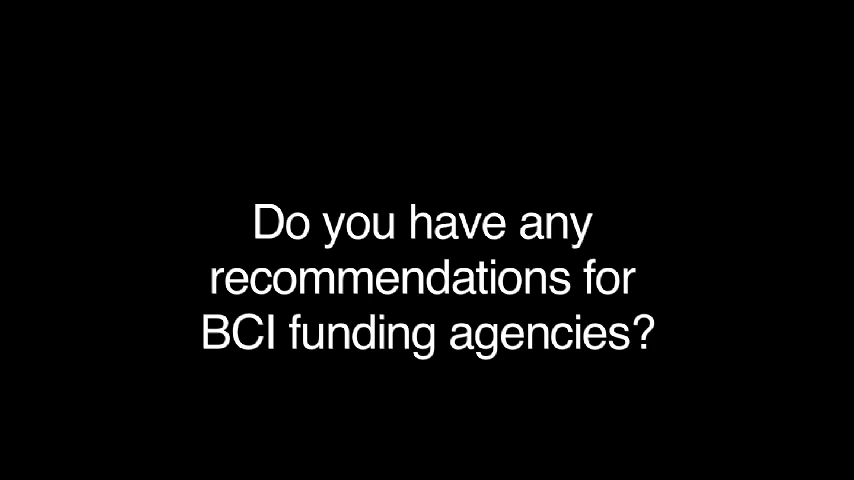 Do you have any
recommendations for
BCI funding agencies?